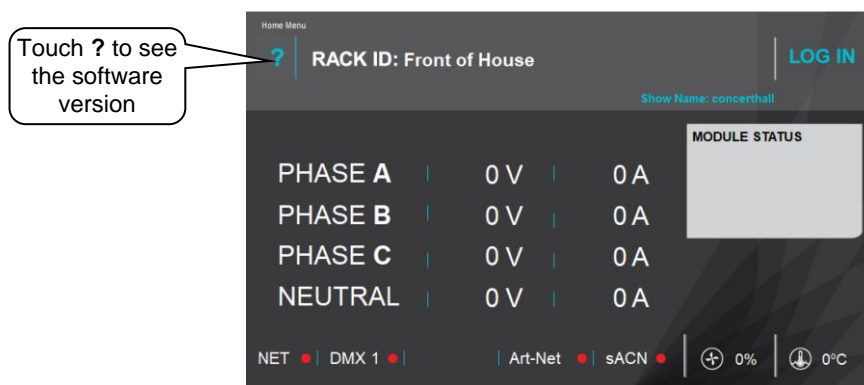 Touch ? to see
the software
version
Home Menu
? RACK ID: Front of House LOG IN
Show Name: concerthall
MODULE STATUS
PHASE A 0 V 0 A
PHASE B 0 V 0 A
PHASE C 0 V 0 A
NEUTRAL 0 V 0 A
NET DMX 1 Art-Net sACN 0% 0°C